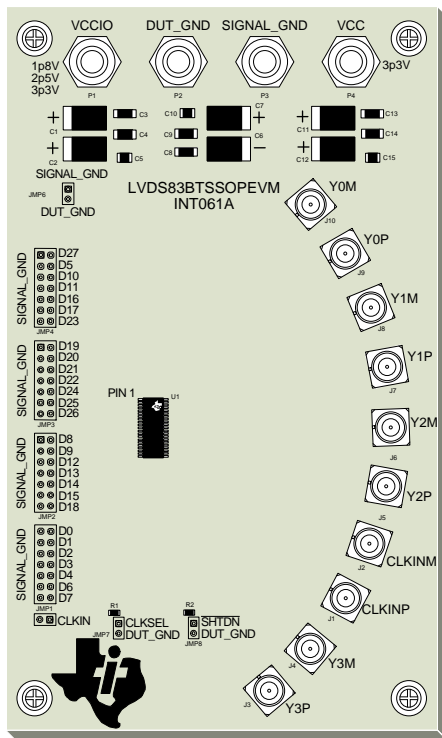 VCCIO DUT_GND SIGNAL_GND VCC
1p8V
2p5V
3p3V
3p3V
P1 P2 P3 P4
C1 C3 C10 C7 C11 C13
C4 C9 C6 C14
C2 C5 C8 C12 C15
+ + + − + +
SIGNAL_GND
JMP6
DUT_GND
LVDS83BTSSOPEVM
INT061A
Y0M
J10
Y0P
J9
Y1M
J8
Y1P
J7
Y2M
J6
Y2P
J5
CLKINM
J2
CLKINP
J1
Y3M
J4
Y3P
J3
SIGNAL_GND
D27
D5
D10
D11
D16
D17
D23
JMP4
SIGNAL_GND
D19
D20
D21
D22
D24
D25
D26
JMP3
PIN 1
U1
SIGNAL_GND
D8
D9
D12
D13
D14
D15
D18
JMP2
SIGNAL_GND
D0
D1
D2
D3
D4
D6
D7
JMP1
CLKIN
R1
CLKSEL
JMP7
DUT_GND
R2
SHTDN
JMP8
DUT_GND